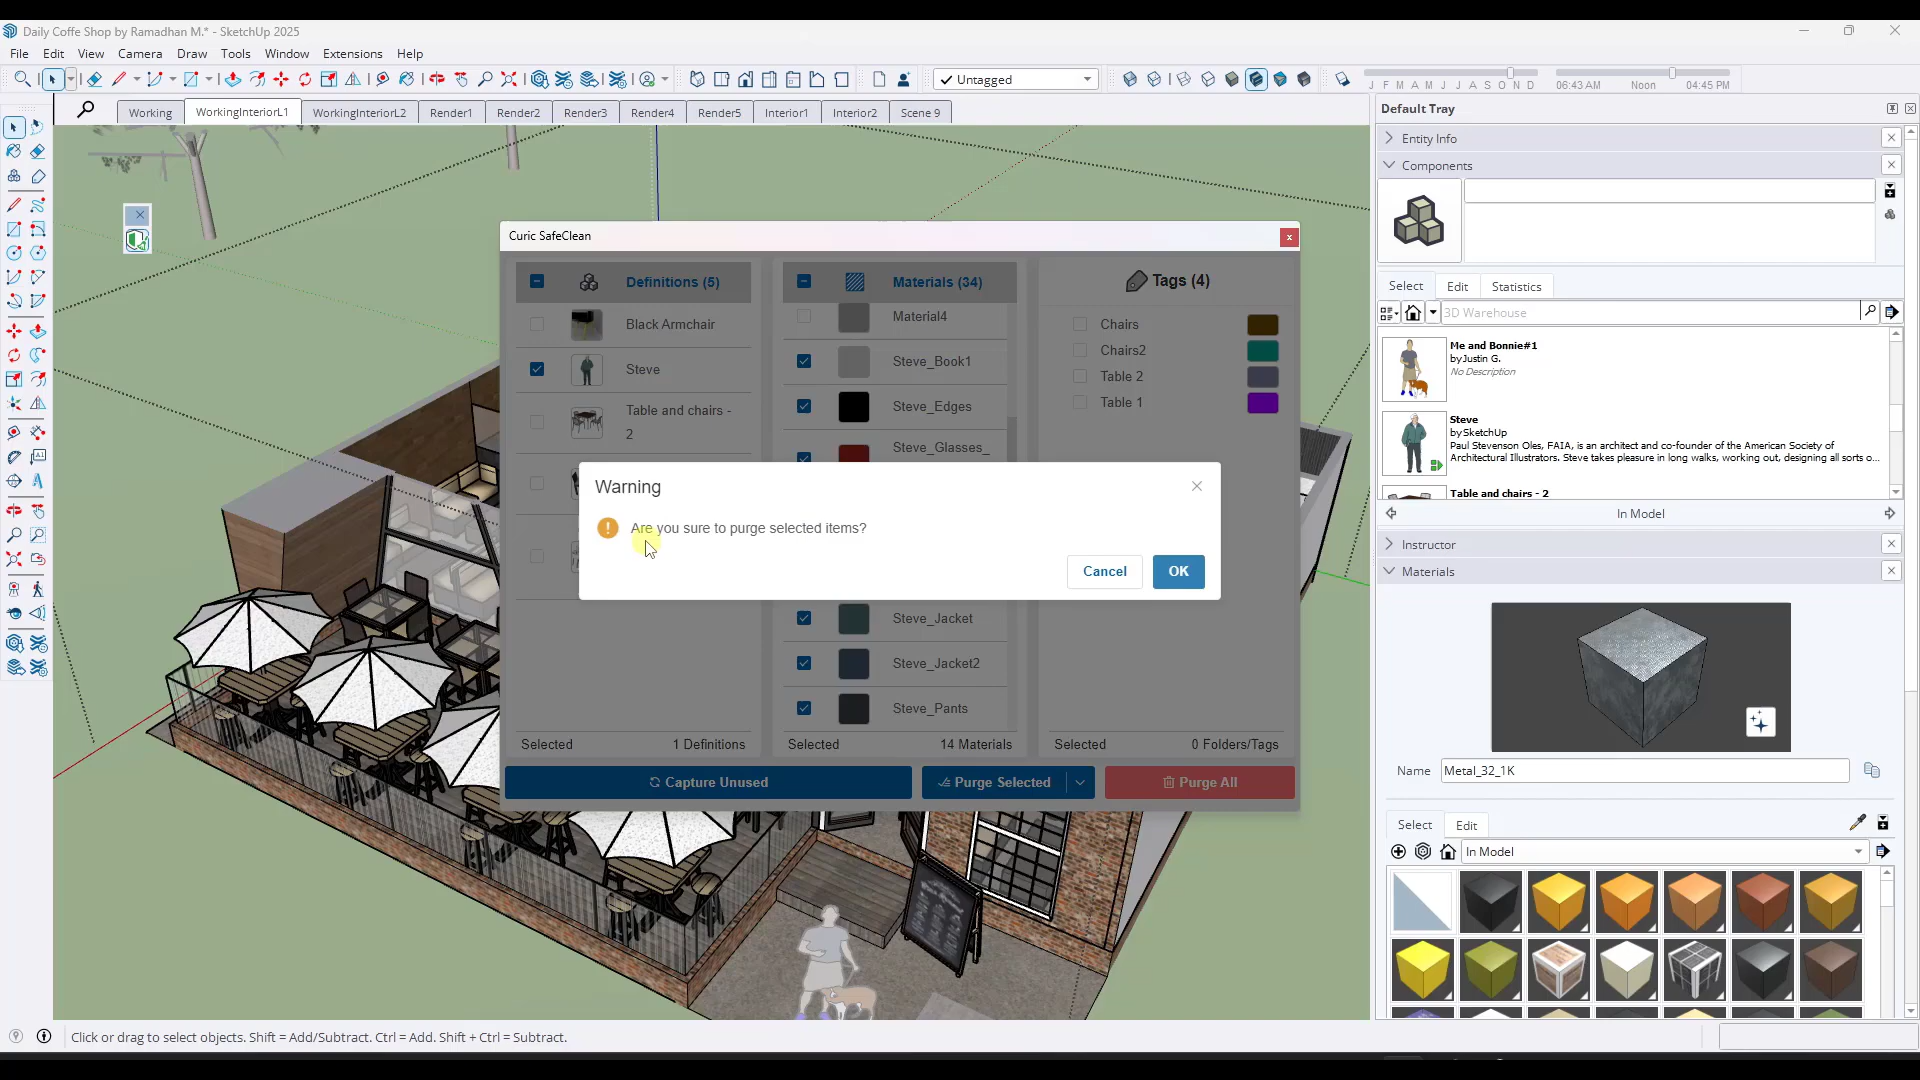 Daily Coffe Shop by Ramadhan M.* - SketchUp 2025
File Edit View Camera Draw Tools Window Extensions Help
Untagged
J F M A M J J A S O N D
06:43 AM Noon 04:45 PM
Working WorkingInteriorL1 WorkingInteriorL2 Render1 Render2 Render3 Render4 Render5 Interior1 Interior2 Scene 9
Default Tray
Entity Info
Components
Select Edit Statistics
3D Warehouse
Me and Bonnie#1
by Justin G.
No Description
Steve
by SketchUp
Paul Stevenson Oles, FAIA, is an architect and co-founder of the American Society of
Architectural Illustrators. Steve takes pleasure in long walks, working out, designing all sorts o...
Table and chairs - 2
In Model
Instructor
Materials
Name Metal_32_1K
Select Edit
In Model
Curic SafeClean
Definitions (5)
Black Armchair
Steve
Table and chairs -
2
Selected 1 Definitions
Materials (34)
Material4
Steve_Book1
Steve_Edges
Steve_Glasses_
Steve_Jacket
Steve_Jacket2
Steve_Pants
Selected 14 Materials
Tags (4)
Chairs
Chairs2
Table 2
Table 1
Selected 0 Folders/Tags
Capture Unused Purge Selected Purge All
Warning
Are you sure to purge selected items?
Cancel OK
Click or drag to select objects. Shift = Add/Subtract. Ctrl = Add. Shift + Ctrl = Subtract.